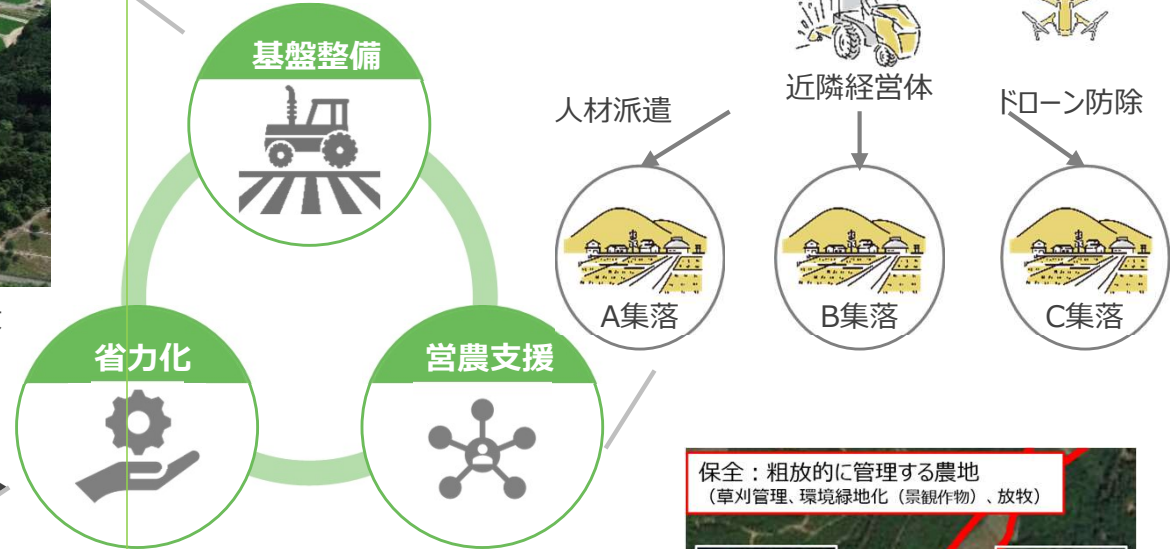 基盤整備
近隣経営体
人材派遣
ドローン防除
A集落
B集落
C集落
省力化
営農支援
保全：粗放的に管理する農地
（草刈管理、環境緑地化（景観作物）、放牧）